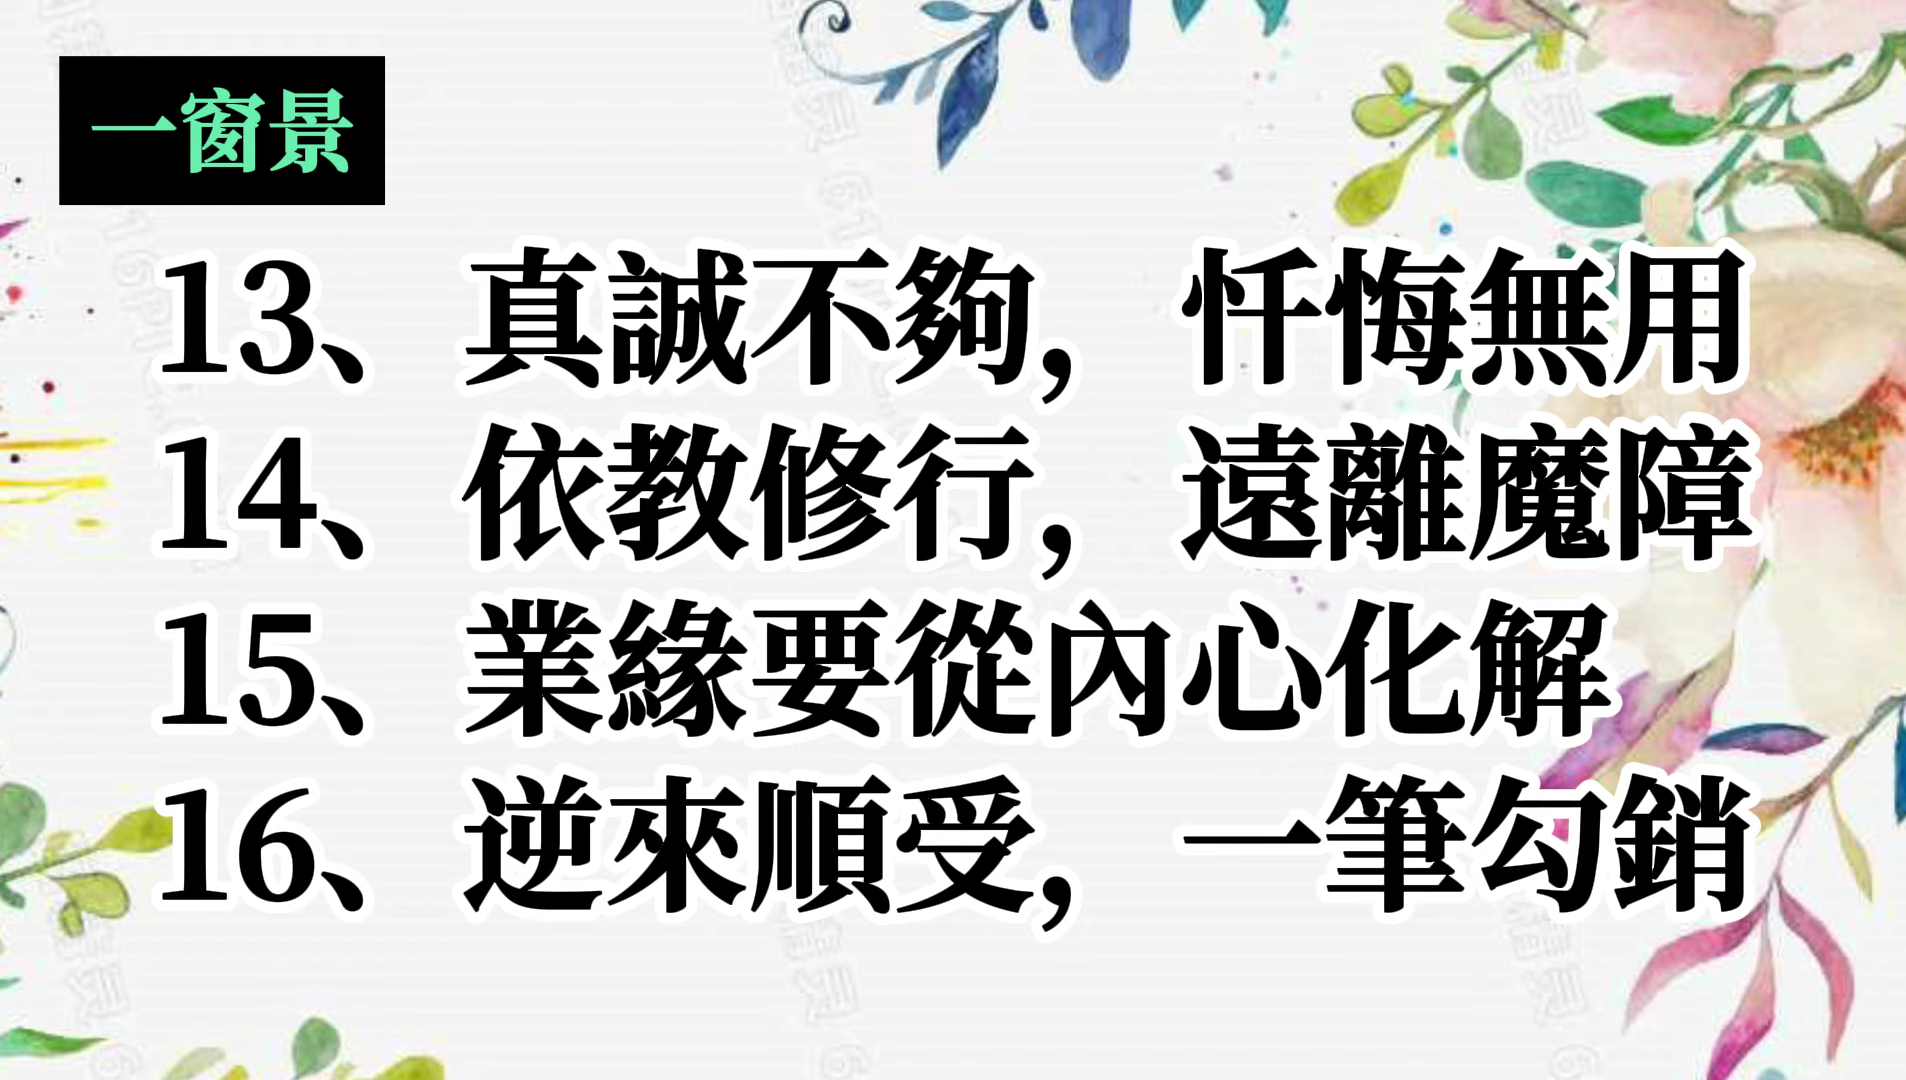 一窗景
13、真誠不夠，忏悔無用
14、依教修行，遠離魔障
15、業緣要從內心化解
16、逆來順受，一筆勾銷